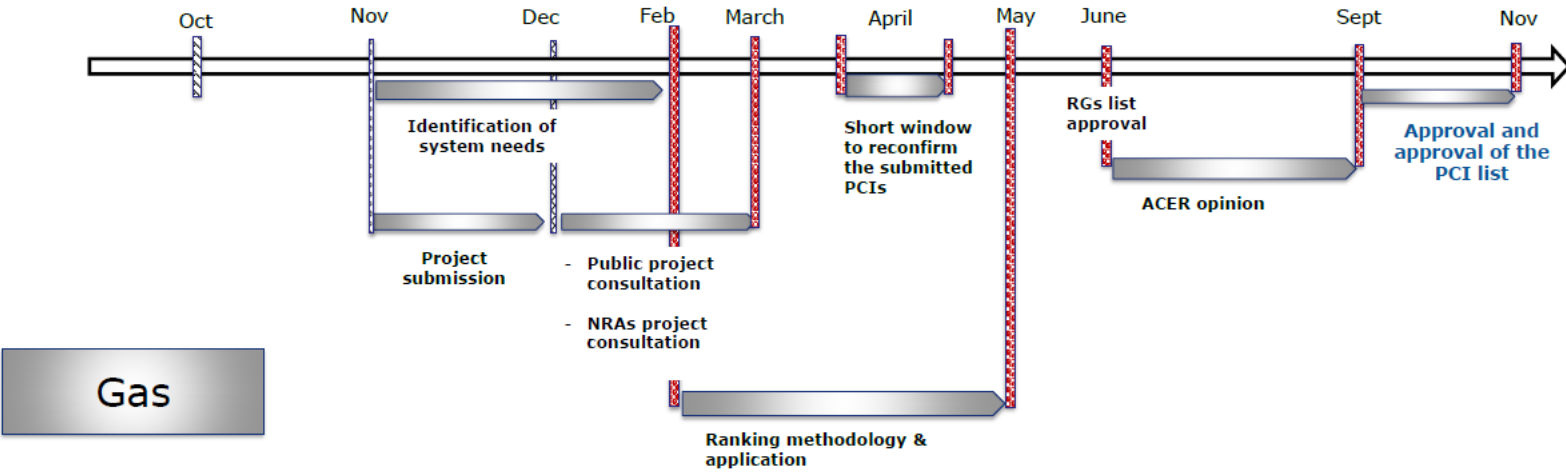 Oct
Nov
Dec
Feb
March
April
May
June
Sept
Nov
Identification of
system needs
Short window
to reconfirm
the submitted
PCIs
RGs list
approval
Approval and
approval of the
PCI list
ACER opinion
Project
submission
- Public project
consultation
- NRAs project
consultation
Gas
Ranking methodology &
application